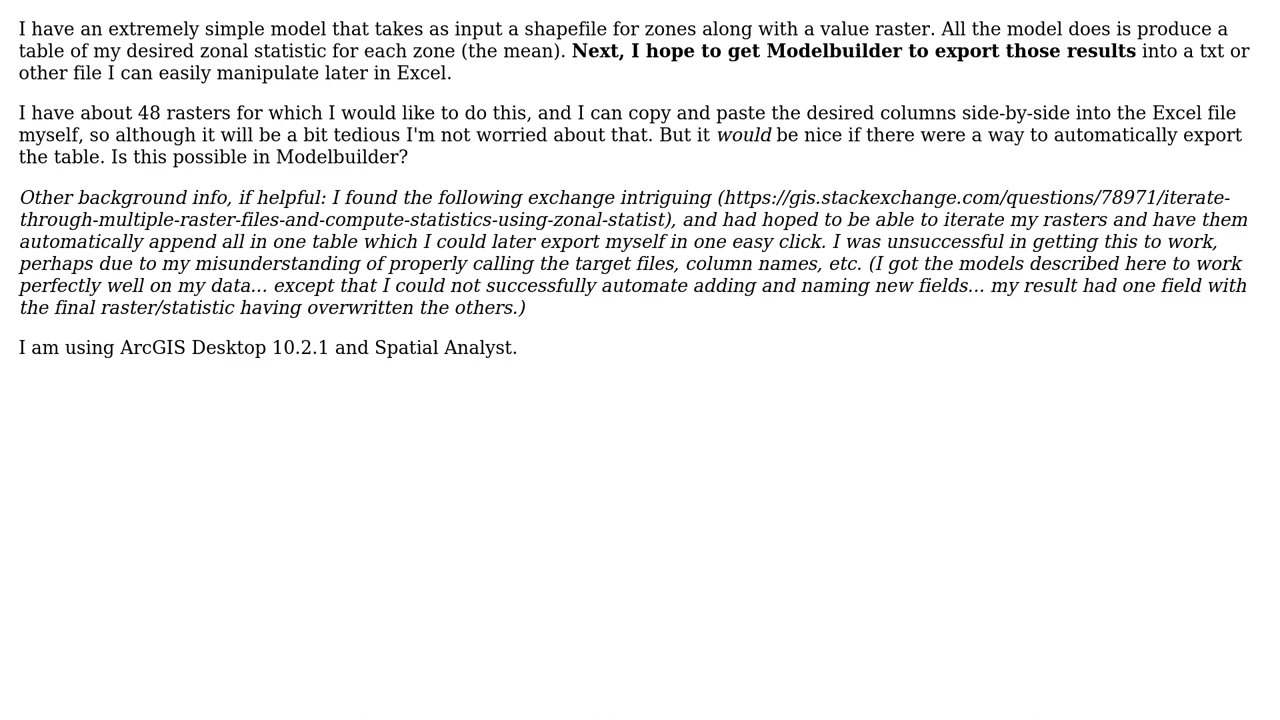 I have an extremely simple model that takes as input a shapefile for zones along with a value raster. All the model does is produce a
table of my desired zonal statistic for each zone (the mean). Next, I hope to get Modelbuilder to export those results into a txt or
other file I can easily manipulate later in Excel.
I have about 48 rasters for which I would like to do this, and I can copy and paste the desired columns side-by-side into the Excel file
myself, so although it will be a bit tedious I'm not worried about that. But it would be nice if there were a way to automatically export
the table. Is this possible in Modelbuilder?
Other background info, if helpful: I found the following exchange intriguing (https://gis.stackexchange.com/questions/78971/iterate-
through-multiple-raster-files-and-compute-statistics-using-zonal-statist), and had hoped to be able to iterate my rasters and have them
automatically append all in one table which I could later export myself in one easy click. I was unsuccessful in getting this to work,
perhaps due to my misunderstanding of properly calling the target files, column names, etc. (I got the models described here to work
perfectly well on my data... except that I could not successfully automate adding and naming new fields... my result had one field with
the final raster/statistic having overwritten the others.)
I am using ArcGIS Desktop 10.2.1 and Spatial Analyst.